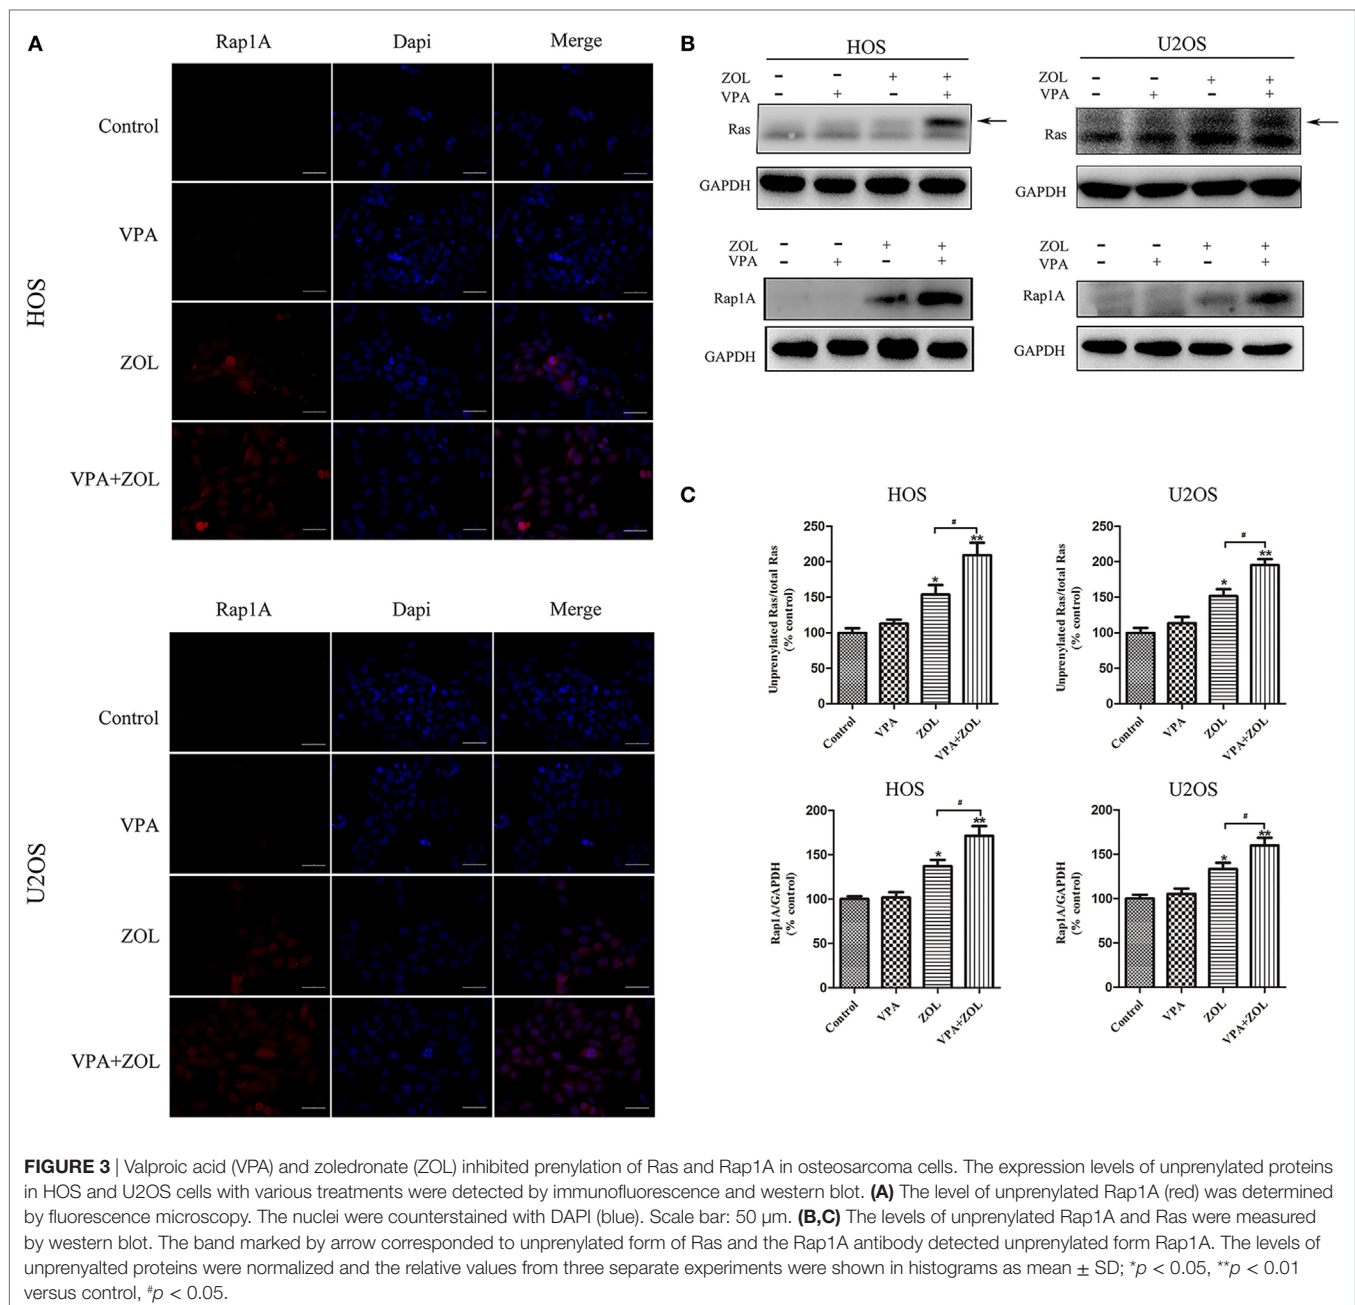 A
Rap1A Dapi Merge
Control
VPA
HOS
ZOL
VPA+ZOL
Rap1A Dapi Merge
Control
VPA
U2OS
ZOL
VPA+ZOL
B
HOS
ZOL - - + +
VPA - + - +
Ras
GAPDH
ZOL - - + +
VPA - + - +
Rap1A
GAPDH
U2OS
ZOL - - + +
VPA - + - +
Ras
GAPDH
ZOL - - + +
VPA - + - +
Rap1A
GAPDH
C
HOS
Unprenylated Ras/total Ras
(% control)
250
200
150
100
50
0
* ** #
Control VPA ZOL VPA+ZOL
U2OS
Unprenylated Ras/total Ras
(% control)
250
200
150
100
50
0
* ** #
Control VPA ZOL VPA+ZOL
HOS
Rap1A/GAPDH
(% control)
200
150
100
50
0
* ** #
Control VPA ZOL VPA+ZOL
U2OS
Rap1A/GAPDH
(% control)
200
150
100
50
0
* ** #
Control VPA ZOL VPA+ZOL
FIGURE 3 | Valproic acid (VPA) and zoledronate (ZOL) inhibited prenylation of Ras and Rap1A in osteosarcoma cells. The expression levels of unprenylated proteins
in HOS and U2OS cells with various treatments were detected by immunofluorescence and western blot. (A) The level of unprenylated Rap1A (red) was determined
by fluorescence microscopy. The nuclei were counterstained with DAPI (blue). Scale bar: 50 μm. (B,C) The levels of unprenylated Rap1A and Ras were measured
by western blot. The band marked by arrow corresponded to unprenylated form of Ras and the Rap1A antibody detected unprenylated form Rap1A. The levels of
unprenyalted proteins were normalized and the relative values from three separate experiments were shown in histograms as mean ± SD; *p < 0.05, **p < 0.01
versus control, #p < 0.05.